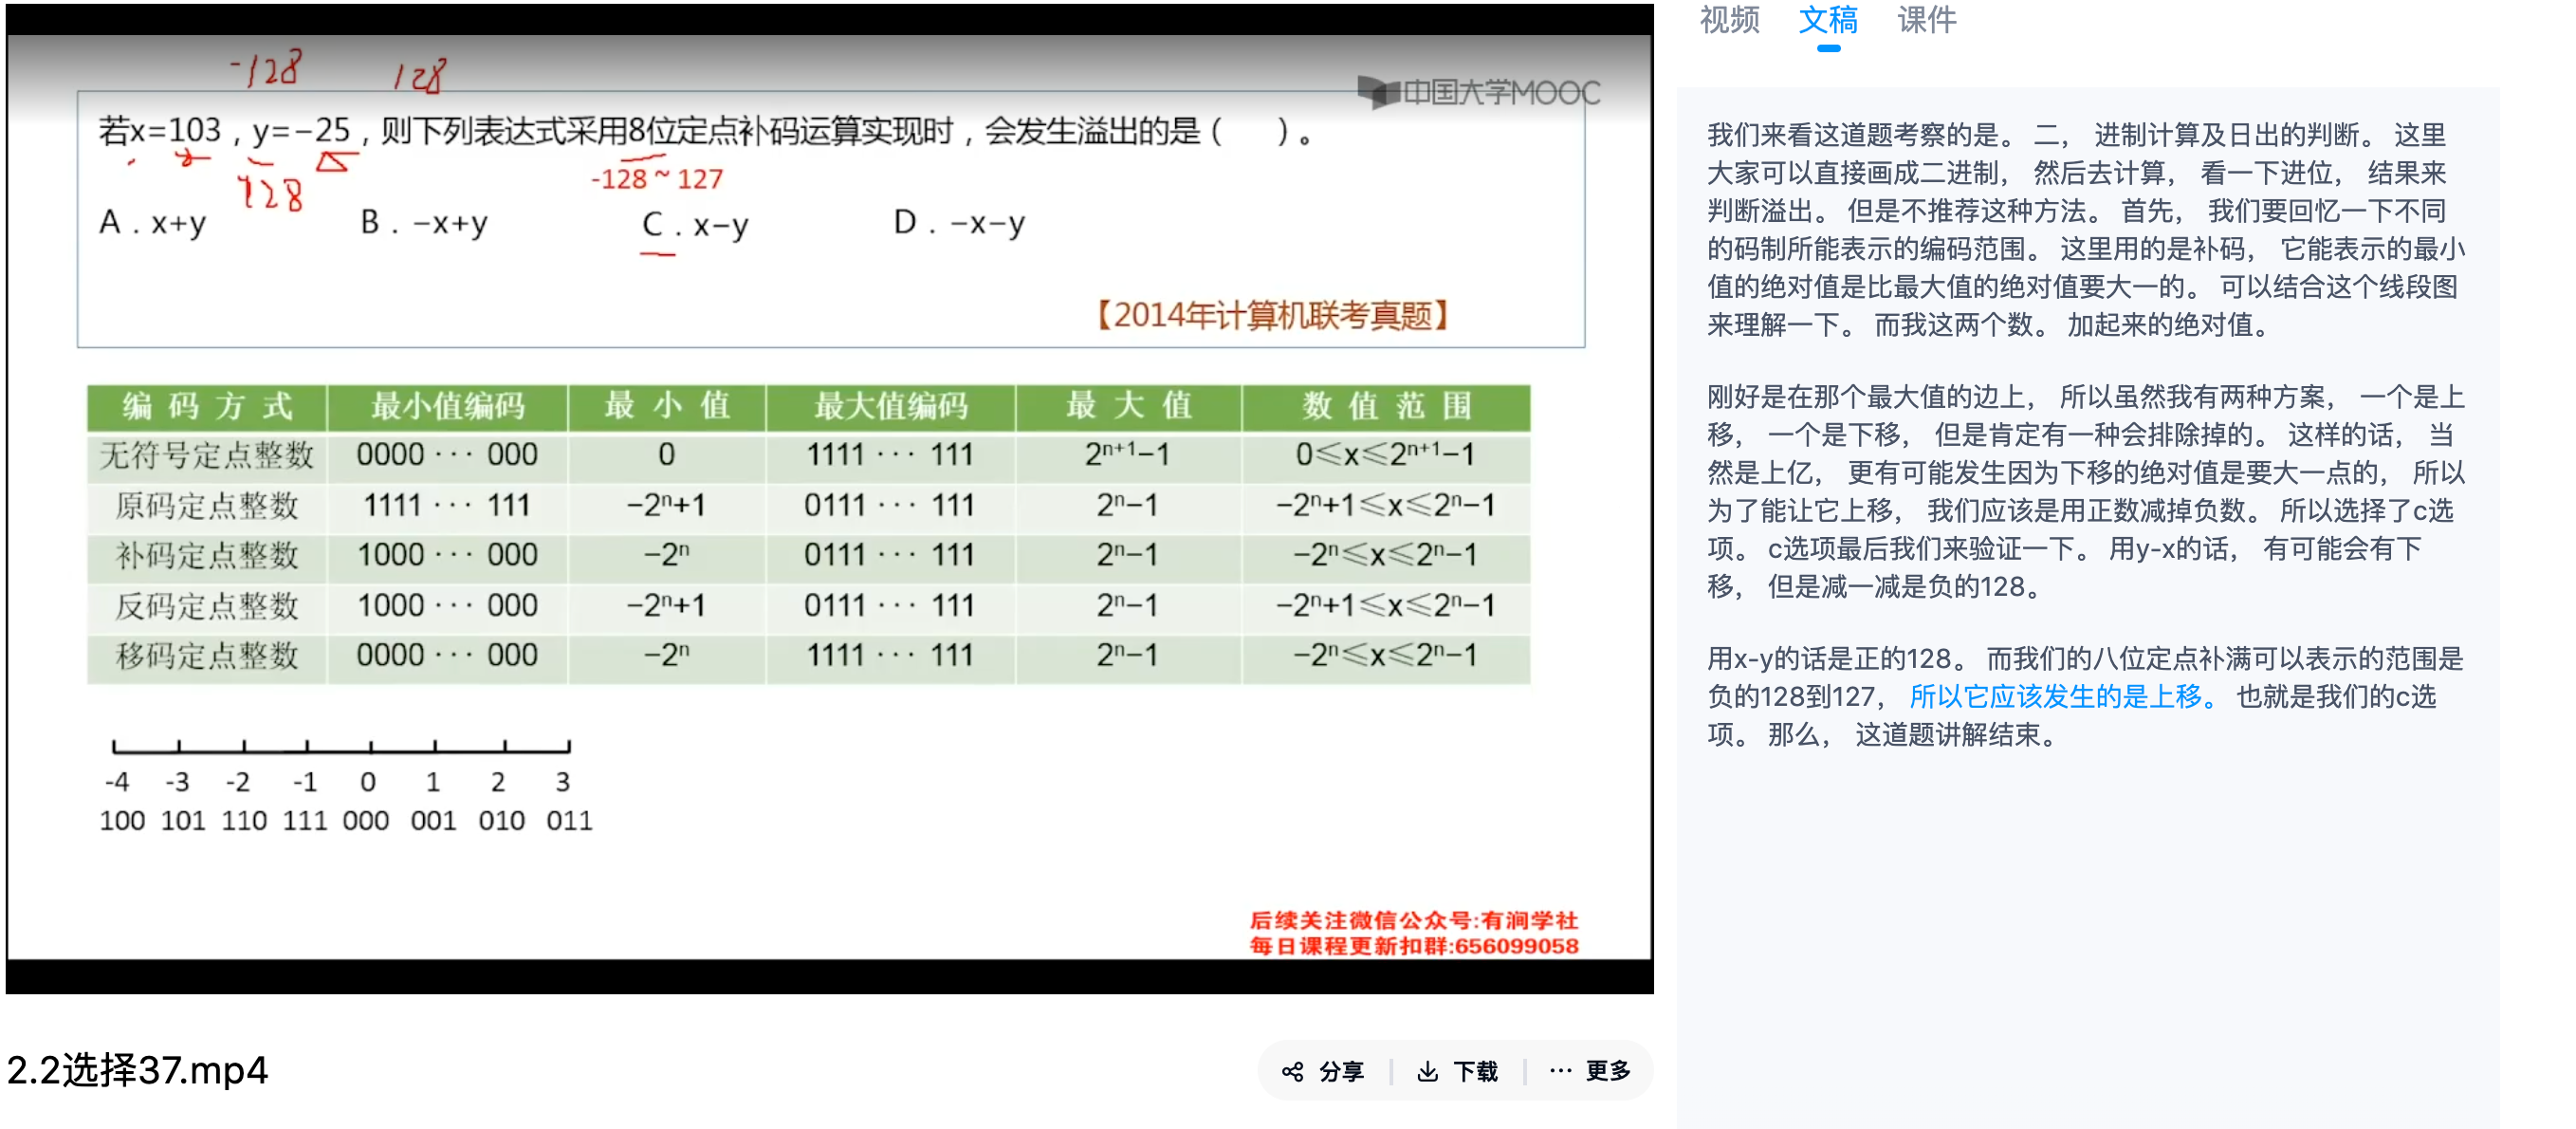 -128 128
中国大学MOOC
若x=103，y=−25，则下列表达式采用8位定点补码运算实现时，会发生溢出的是（　　）。
-128 ~ 127
128
A．x+y B．−x+y C．x−y D．−x−y
【2014年计算机联考真题】
编码方式 最小值编码 最小值 最大值编码 最大值 数值范围
无符号定点整数 0000 ··· 000 0 1111 ··· 111 2ⁿ⁺¹−1 0⩽x⩽2ⁿ⁺¹−1
原码定点整数 1111 ··· 111 −2ⁿ+1 0111 ··· 111 2ⁿ−1 −2ⁿ+1⩽x⩽2ⁿ−1
补码定点整数 1000 ··· 000 −2ⁿ 0111 ··· 111 2ⁿ−1 −2ⁿ⩽x⩽2ⁿ−1
反码定点整数 1000 ··· 000 −2ⁿ+1 0111 ··· 111 2ⁿ−1 −2ⁿ+1⩽x⩽2ⁿ−1
移码定点整数 0000 ··· 000 −2ⁿ 1111 ··· 111 2ⁿ−1 −2ⁿ⩽x⩽2ⁿ−1
-4 -3 -2 -1 0 1 2 3
100 101 110 111 000 001 010 011
后续关注微信公众号:有涧学社
每日课程更新扣群:656099058
2.2选择37.mp4
分享 下载 更多
视频 文稿 课件
我们来看这道题考察的是。 二， 进制计算及日出的判断。 这里
大家可以直接画成二进制， 然后去计算， 看一下进位， 结果来
判断溢出。 但是不推荐这种方法。 首先， 我们要回忆一下不同
的码制所能表示的编码范围。 这里用的是补码， 它能表示的最小
值的绝对值是比最大值的绝对值要大一的。 可以结合这个线段图
来理解一下。 而我这两个数。 加起来的绝对值。
刚好是在那个最大值的边上， 所以虽然我有两种方案， 一个是上
移， 一个是下移， 但是肯定有一种会排除掉的。 这样的话， 当
然是上亿， 更有可能发生因为下移的绝对值是要大一点的， 所以
为了能让它上移， 我们应该是用正数减掉负数。 所以选择了c选
项。 c选项最后我们来验证一下。 用y-x的话， 有可能会有下
移， 但是减一减是负的128。
用x-y的话是正的128。 而我们的八位定点补满可以表示的范围是
负的128到127， 所以它应该发生的是上移。 也就是我们的c选
项。 那么， 这道题讲解结束。